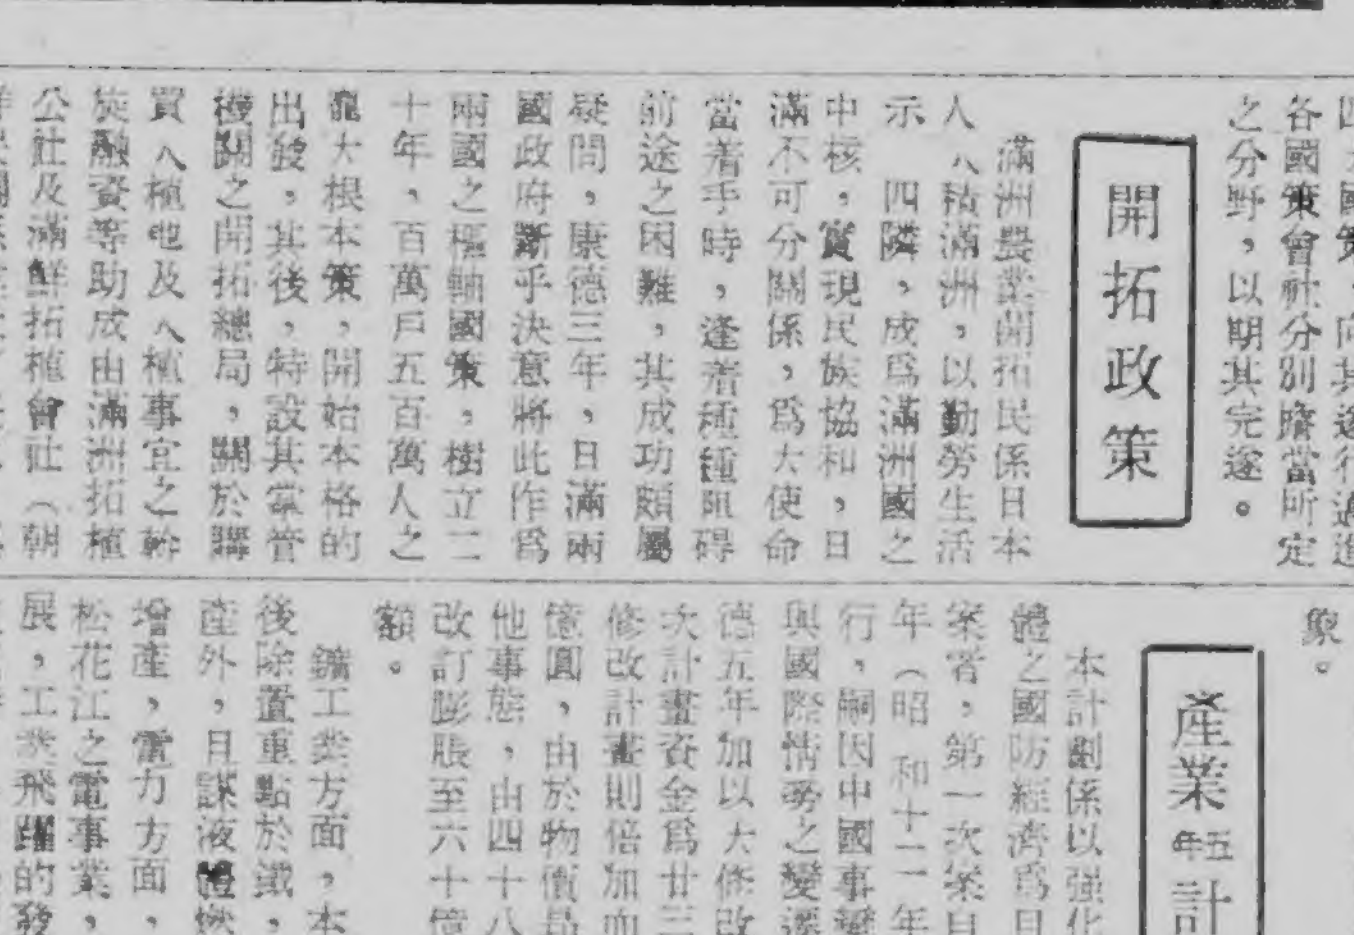 各國策會社分別擔當所定
之分野，以期其完遂。
開拓政策
滿洲農業開拓民係日本
人入植滿洲，以勤勞生活
示　四隣，成爲滿洲國之
中核，實現民族協和，日
滿不可分關係，爲大使命
當着手時，逢着種種阻碍
前途之困難，其成功頗屬
疑問，康德三年，日滿兩
國政府斷乎決意將此作爲
兩國之樞軸國策，樹立二
十年，百萬戶五百萬人之
龐大根本策，開始本格的
出發，其後，特設其掌管
機關之開拓總局，關於購
買入植地及入植事宜之斡
旋融資等助成由滿洲拓植
公社及滿鮮拓植會社（朝
象。
產業五年計
本計劃係以强化
體之國防經濟爲目
案者，第一次案自
年（昭和十二年
行，嗣因中國事變
與國際情勢之變遷
德五年加以大修改
次計畫資金爲廿三
修改計畫則倍加而
億圓，由於物價昂
他事態，由四十八
改訂膨脹至六十億
額。
鑛工業方面，本
後除置重點於鐵，
產外，且謀液體燃
增產，電力方面，
松花江之電事業，
展，工業飛躍的發